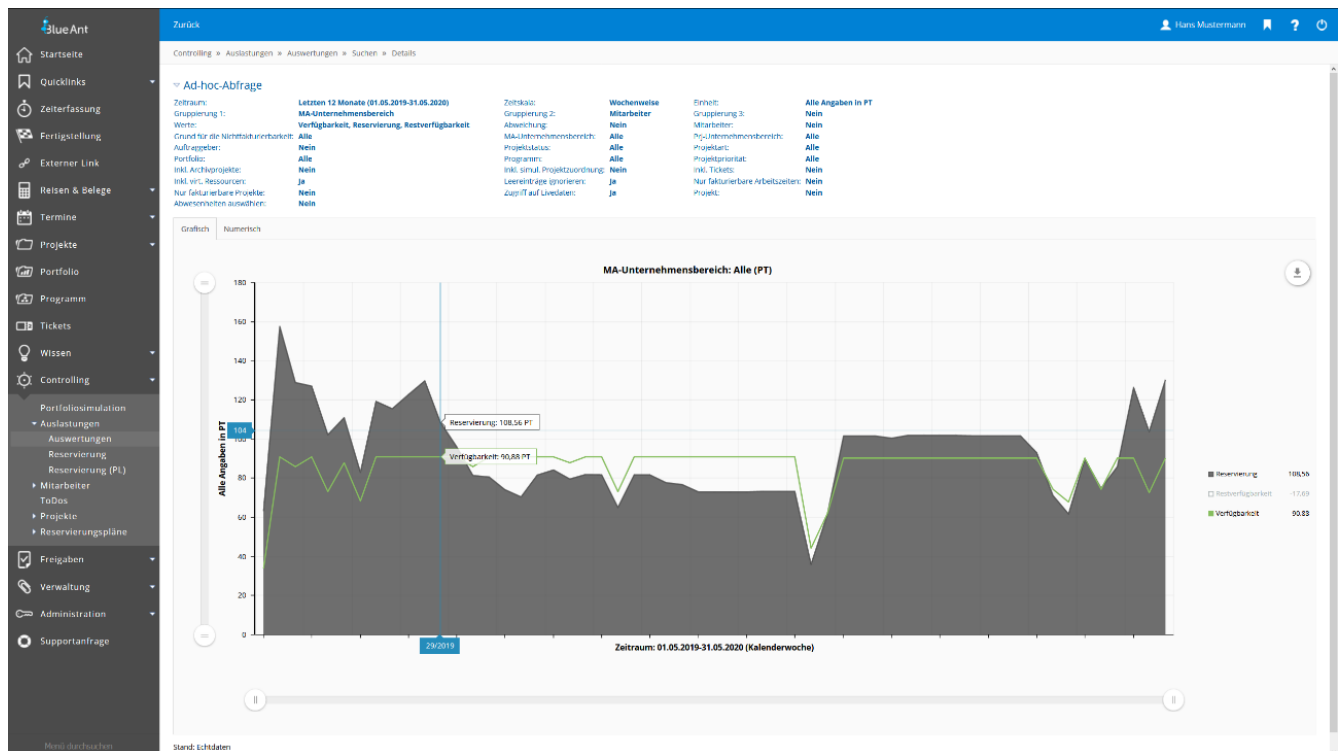 BlueAnt
Zurück
Hans Mustermann
?
Startseite
Quicklinks
Zeiterfassung
Fertigstellung
Externer Link
Reisen & Belege
Termine
Projekte
Portfolio
Programm
Tickets
Wissen
Controlling
Portfoliosimulation
Auslastungen
Auswertungen
Reservierung
Reservierung (PL)
Mitarbeiter
ToDos
Projekte
Reservierungspläne
Freigaben
Verwaltung
Administration
Supportanfrage
Menü durchsuchen
Controlling » Auslastungen » Auswertungen » Suchen » Details
Ad-hoc-Abfrage
Zeitraum: Letzten 12 Monate (01.05.2019-31.05.2020) Zeitskala: Wochenweise Einheit: Alle Angaben in PT
Gruppierung 1: MA-Unternehmensbereich Gruppierung 2: Mitarbeiter Gruppierung 3: Nein
Werte: Verfügbarkeit, Reservierung, Restverfügbarkeit Abweichung: Nein Mitarbeiter: Nein
Grund für die Nichtfakturierbarkeit: Alle MA-Unternehmensbereich: Alle Prj-Unternehmensbereich: Alle
Auftraggeber: Nein Projektstatus: Alle Projektart: Alle
Portfolio: Alle Programm: Alle Projektpriorität: Alle
Inkl. Archivprojekte: Nein Inkl. simul. Projektzuordnung: Nein Inkl. Tickets: Nein
Inkl. virt. Ressourcen: Ja Leereinträge ignorieren: Ja Nur fakturierbare Arbeitszeiten: Nein
Nur fakturierbare Projekte: Nein Zugriff auf Livedaten: Ja Projekt: Nein
Abwesenheiten auswählen: Nein
Grafisch Numerisch
MA-Unternehmensbereich: Alle (PT)
Alle Angaben in PT
180
160
140
120
104
100
80
60
40
20
0
Reservierung: 108,56 PT
Verfügbarkeit: 90,88 PT
29/2019
Zeitraum: 01.05.2019-31.05.2020 (Kalenderwoche)
Reservierung 108,56
Restverfügbarkeit -17,69
Verfügbarkeit 90,88
Stand: Echtdaten